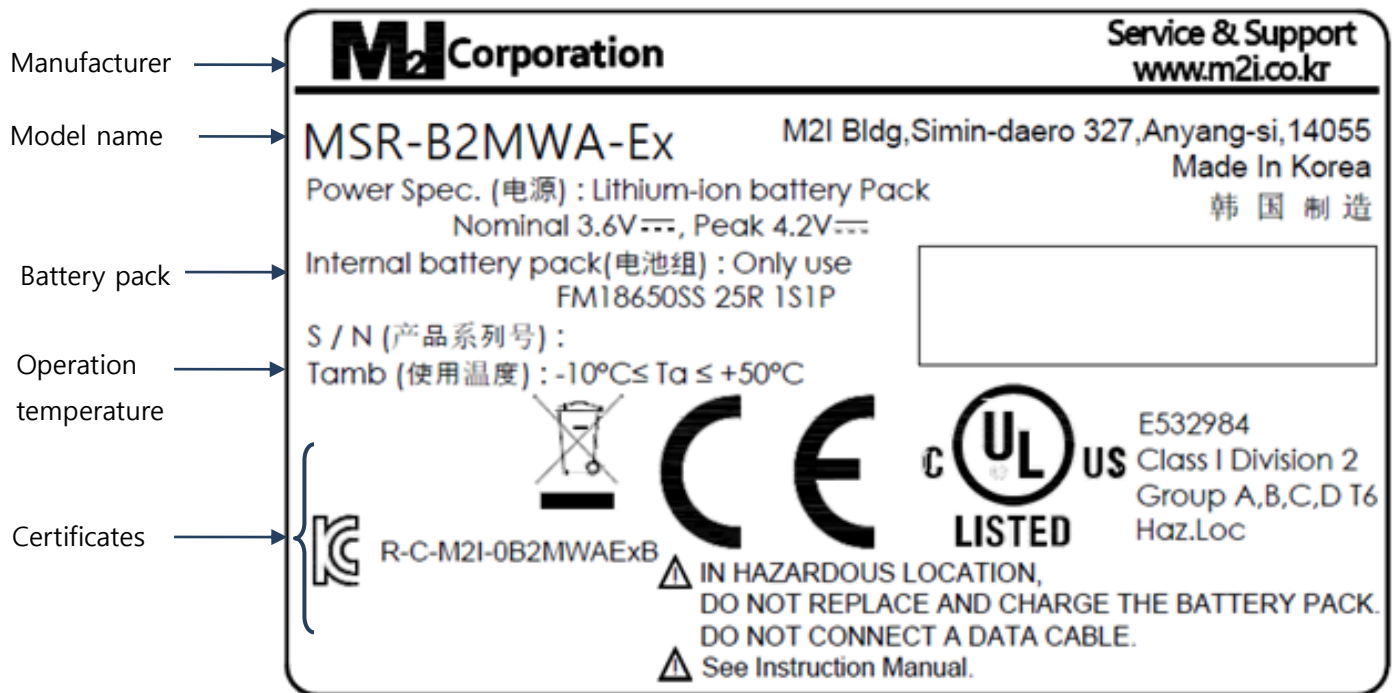 Manufacturer
M2I Corporation
Service & Support
www.m2i.co.kr
Model name
MSR-B2MWA-Ex
M2I Bldg,Simin-daero 327,Anyang-si,14055
Made In Korea
韩国制造
Power Spec. (电源) : Lithium-ion battery Pack
Nominal 3.6V⎓, Peak 4.2V⎓
Battery pack
Internal battery pack(电池组) : Only use
FM18650SS 25R 1S1P
S / N (产品系列号) :
Operation
temperature
Tamb (使用温度) : -10°C≤ Ta ≤ +50°C
Certificates
R-C-M2I-0B2MWAExB
CE
C UL US
LISTED
E532984
Class I Division 2
Group A,B,C,D T6
Haz.Loc
⚠ IN HAZARDOUS LOCATION,
DO NOT REPLACE AND CHARGE THE BATTERY PACK.
DO NOT CONNECT A DATA CABLE.
⚠ See Instruction Manual.